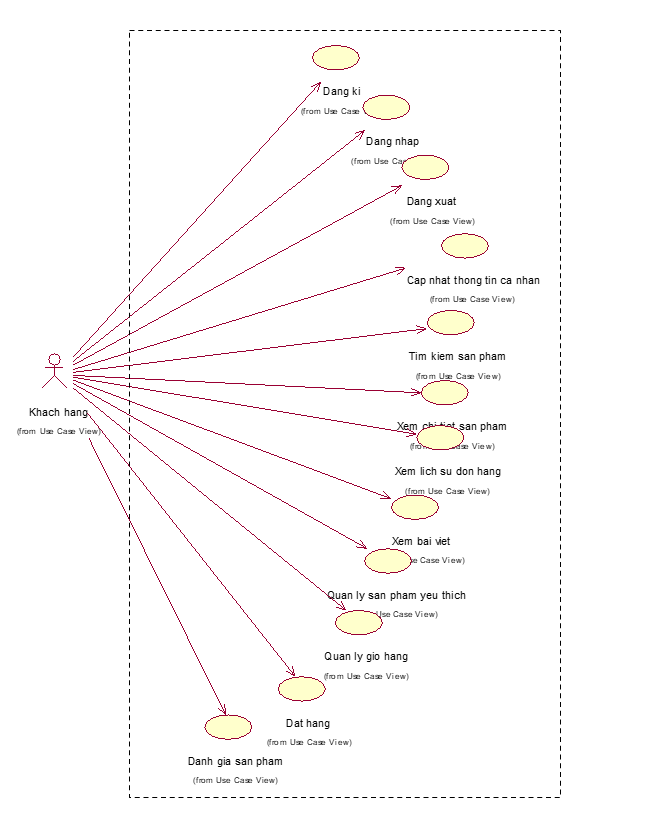 Dang ki
(from Use Case
Dang nhap
(from Use Ca
Dang xuat
(from Use Case View)
Cap nhat thong tin ca nhan
(from Use Case View)
Tim kiem san pham
(from Use Case View)
Khach hang
(from Use Case View)
Xem chi tiet san pham
(from Use Case View)
Xem lich su don hang
(from Use Case View)
Xem bai viet
Case View)
Quan ly san pham yeu thich
Use Case View)
Quan ly gio hang
(from Use Case View)
Dat hang
(from Use Case View)
Danh gia san pham
(from Use Case View)